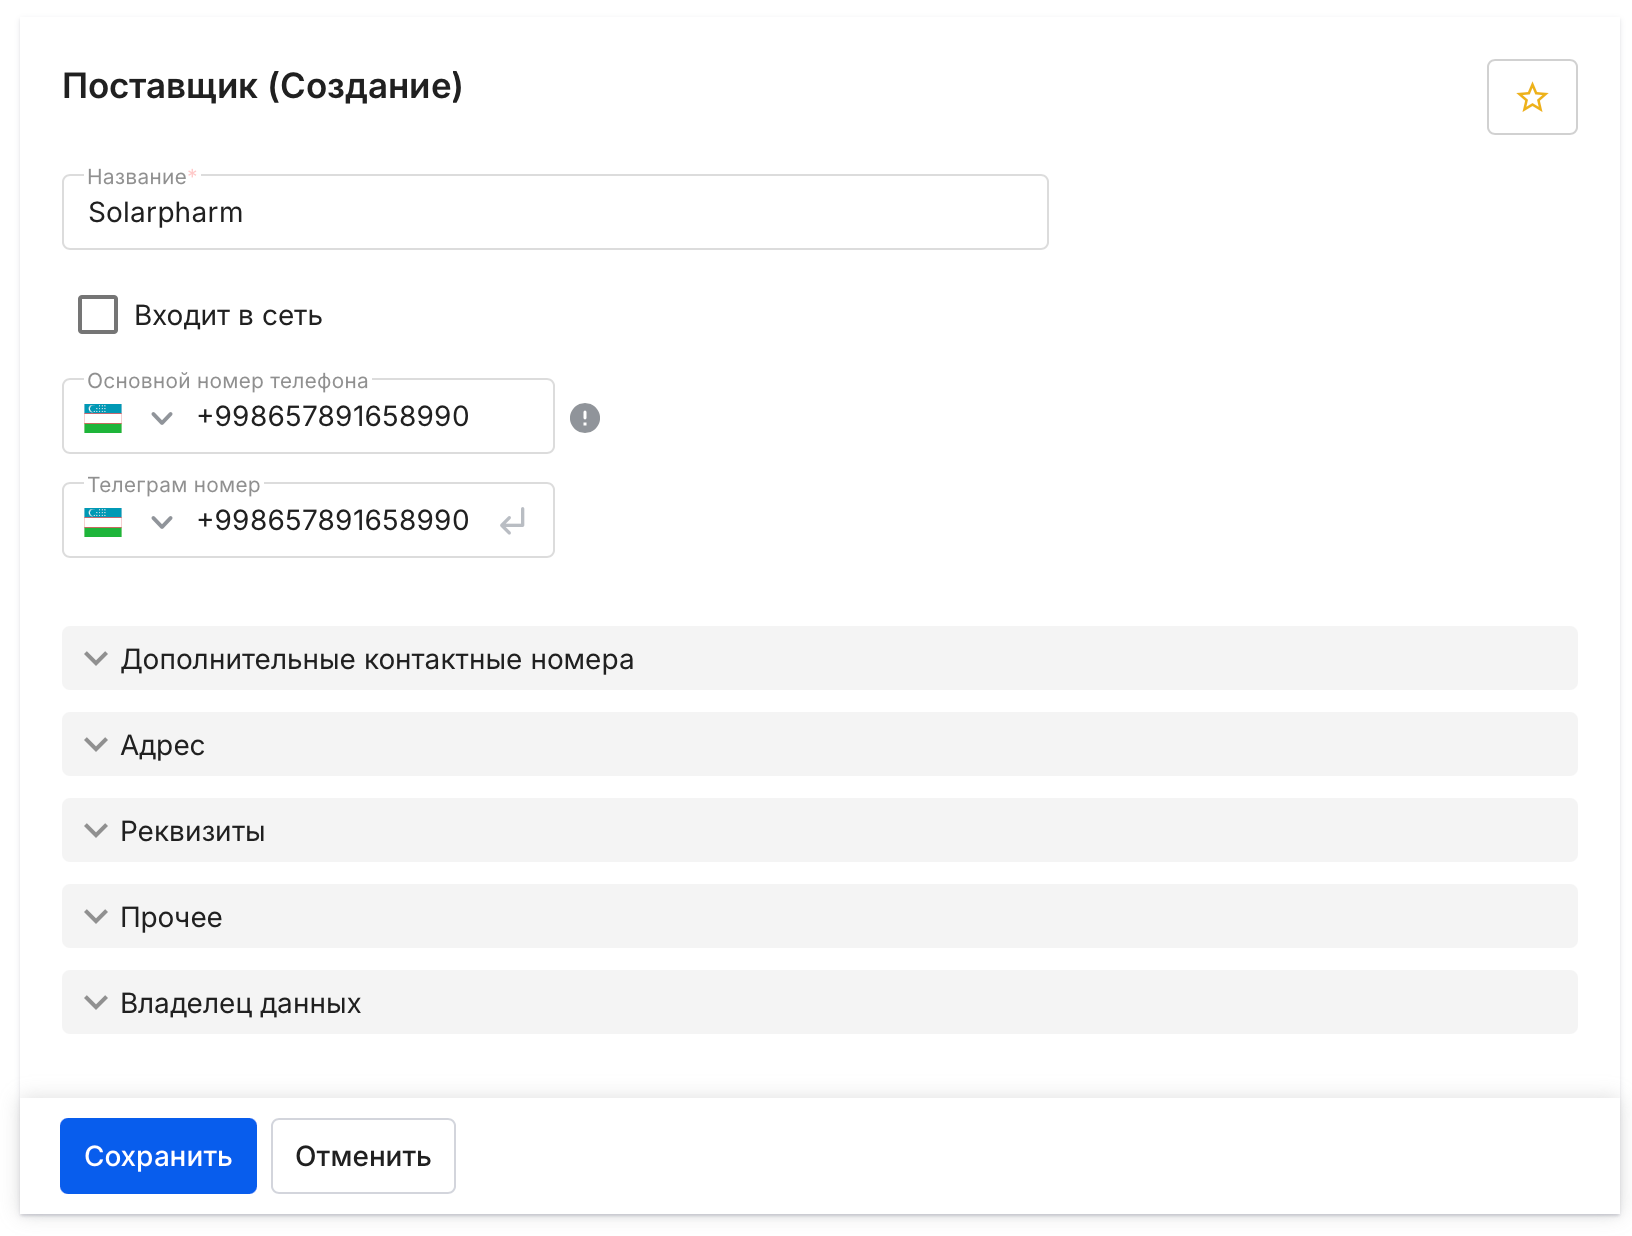 Поставщик (Создание)
Название*
Solarpharm
Входит в сеть
Основной номер телефона
+998657891658990
Телеграм номер
+998657891658990
Дополнительные контактные номера
Адрес
Реквизиты
Прочее
Владелец данных
Сохранить
Отменить